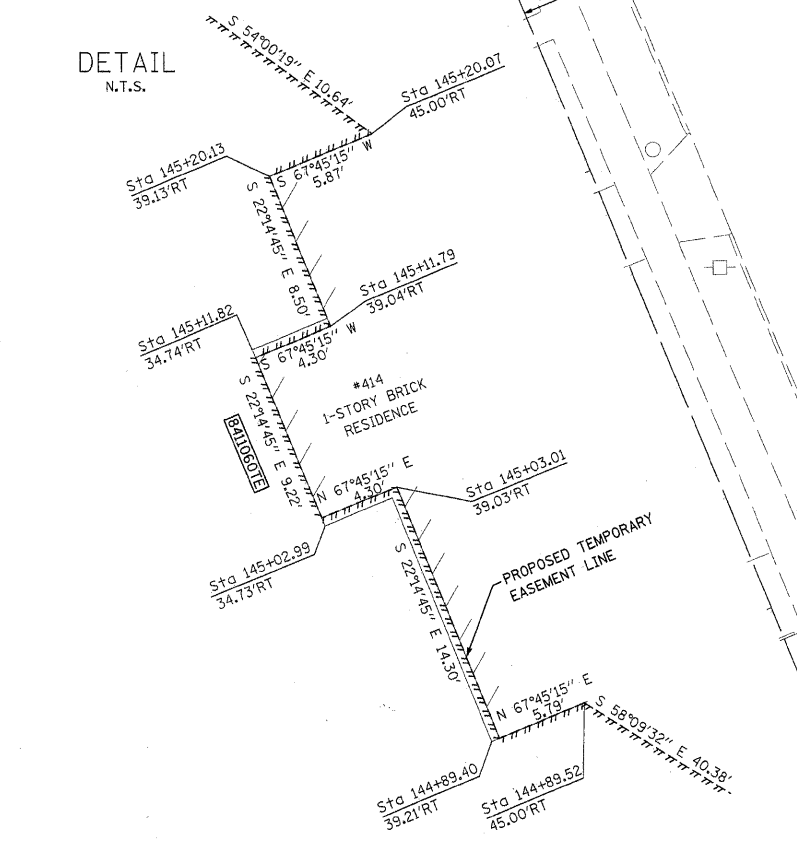 DETAIL
N.T.S.
S 54°00'19" E 10.64'
Sta 145+20.07
45.00'RT
Sta 145+20.13
39.13'RT
S 67°45'15" W
5.87'
S 22°14'45" E 8.50'
Sta 145+11.79
39.04'RT
Sta 145+11.82
34.74'RT
S 67°45'15" W
4.30'
#414
1-STORY BRICK
RESIDENCE
S 22°14'45" E 9.22'
8411060TE
N 67°45'15" E
4.30'
Sta 145+03.01
39.03'RT
Sta 145+02.99
34.73'RT
PROPOSED TEMPORARY
EASEMENT LINE
S 22°14'45" E 14.30'
N 67°45'15" E
5.79'
S 58°09'32" E 40.38'
Sta 144+89.40
39.21'RT
Sta 144+89.52
45.00'RT